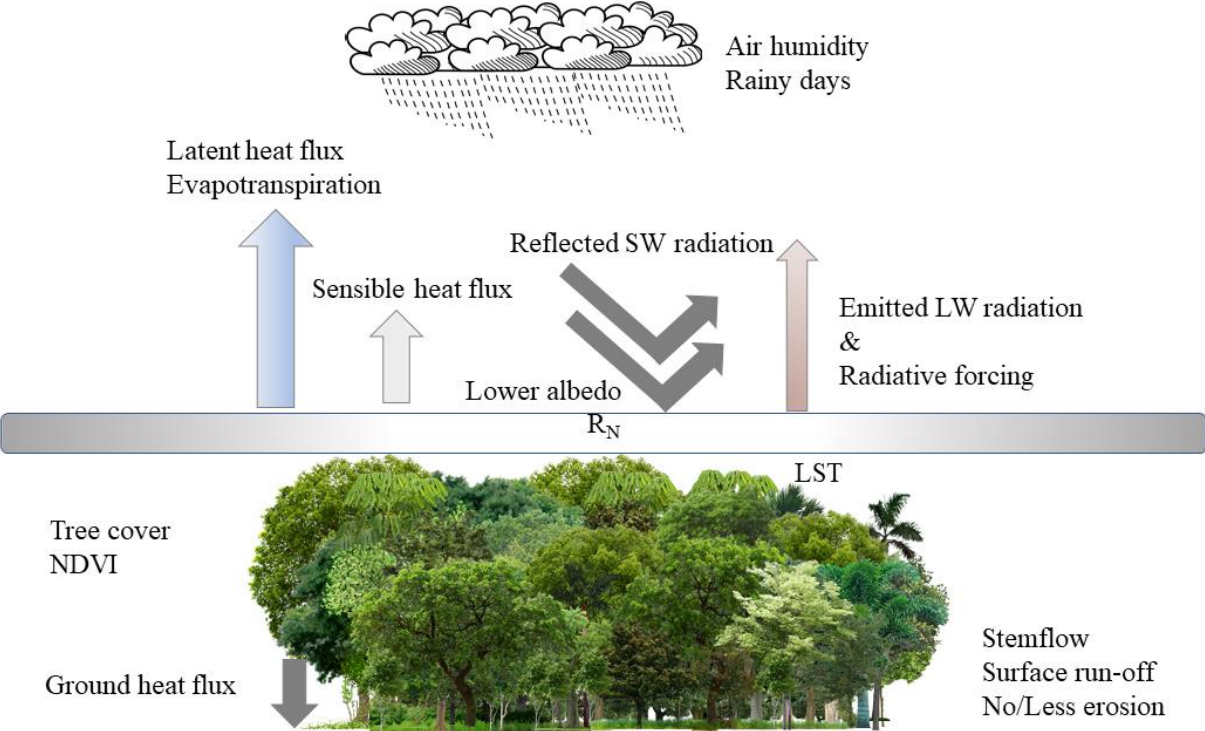 Air humidity
Rainy days
Latent heat flux
Evapotranspiration
Reflected SW radiation
Sensible heat flux
Emitted LW radiation
&
Radiative forcing
Lower albedo
R_N
LST
Tree cover
NDVI
Stemflow
Surface run-off
No/Less erosion
Ground heat flux